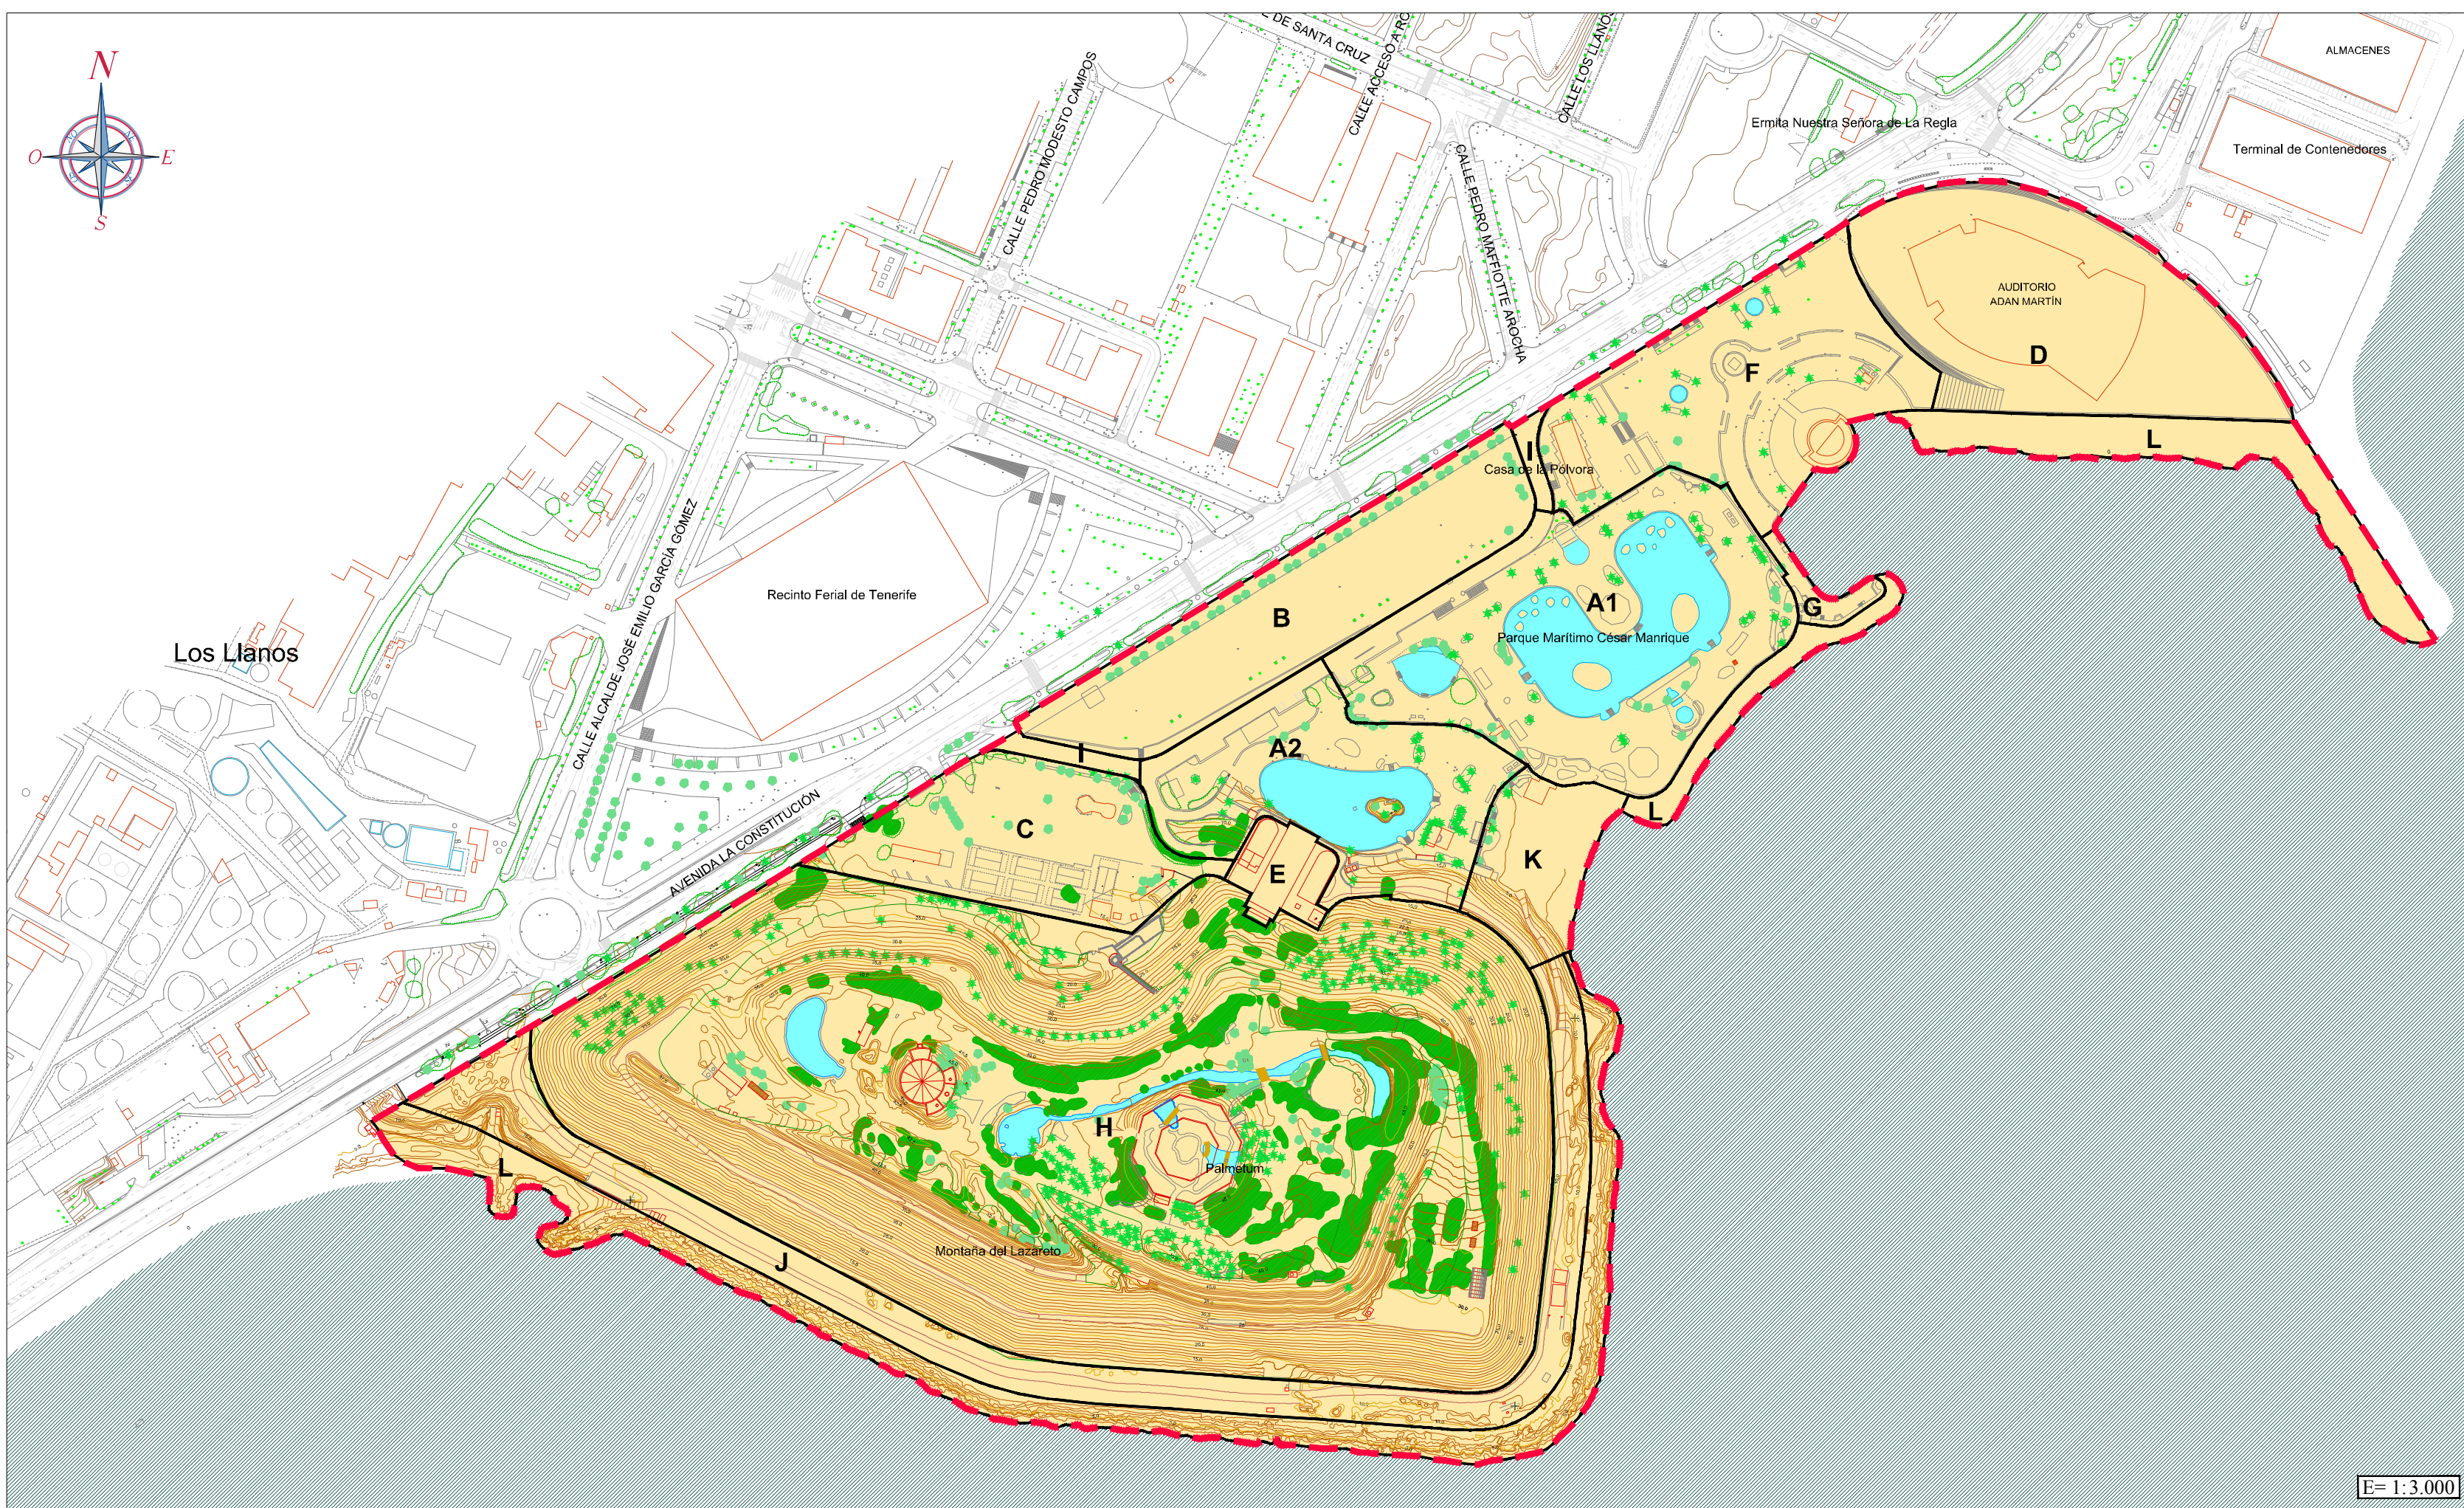 N
O
E
S
E DE SANTA CRUZ
CALLE ACCESO A RO
CALLE LOS LLANOS
CALLE PEDRO MODESTO CAMPOS
CALLE PEDRO MAFFIOTTE AROCHA
ALMACENES
Ermita Nuestra Señora de La Regla
Terminal de Contenedores
AUDITORIO
ADAN MARTÍN
D
F
L
I
Casa de la Pólvora
CALLE ALCALDE JOSÉ EMILIO GARCÍA GÓMEZ
Recinto Ferial de Tenerife
B
A1
G
Parque Marítimo César Manrique
Los Llanos
I
A2
AVENIDA LA CONSTITUCIÓN
C
L
E
K
H
Palmetum
L
Montaña del Lazareto
J
E= 1:3.000